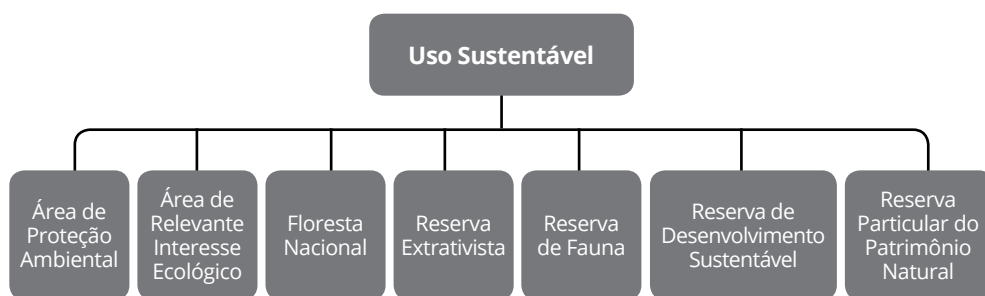 Uso Sustentável
Área de
Proteção
Ambiental
Área de
Relevante
Interesse
Ecológico
Floresta
Nacional
Reserva
Extrativista
Reserva
de Fauna
Reserva de
Desenvolvimento
Sustentável
Reserva
Particular do
Patrimônio
Natural